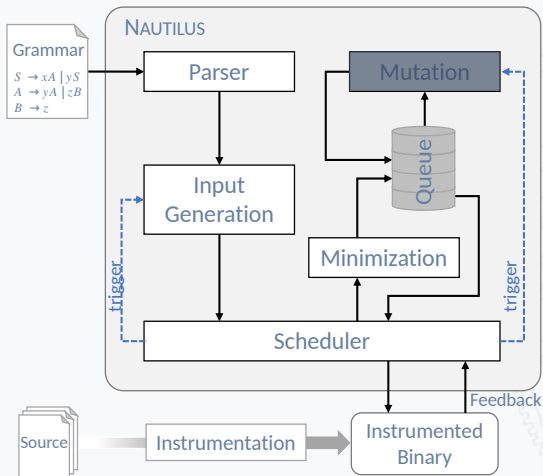 NAUTILUS
Grammar
S → xA | yS
A → yA | zB
B → z
Parser
Mutation
Queue
Input
Generation
Minimization
trigger
trigger
Scheduler
Feedback
Source
Instrumentation
Instrumented
Binary